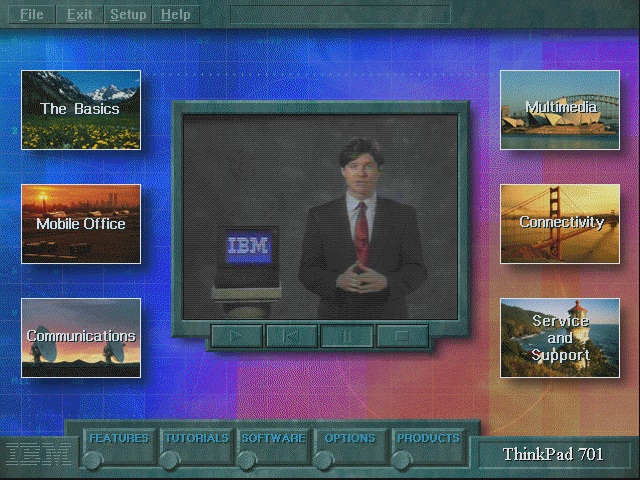 File Exit Setup Help
The Basics
Mobile Office
Communications
IBM
Multimedia
Connectivity
Service
and
Support
IBM
FEATURES TUTORIALS SOFTWARE OPTIONS PRODUCTS
ThinkPad 701